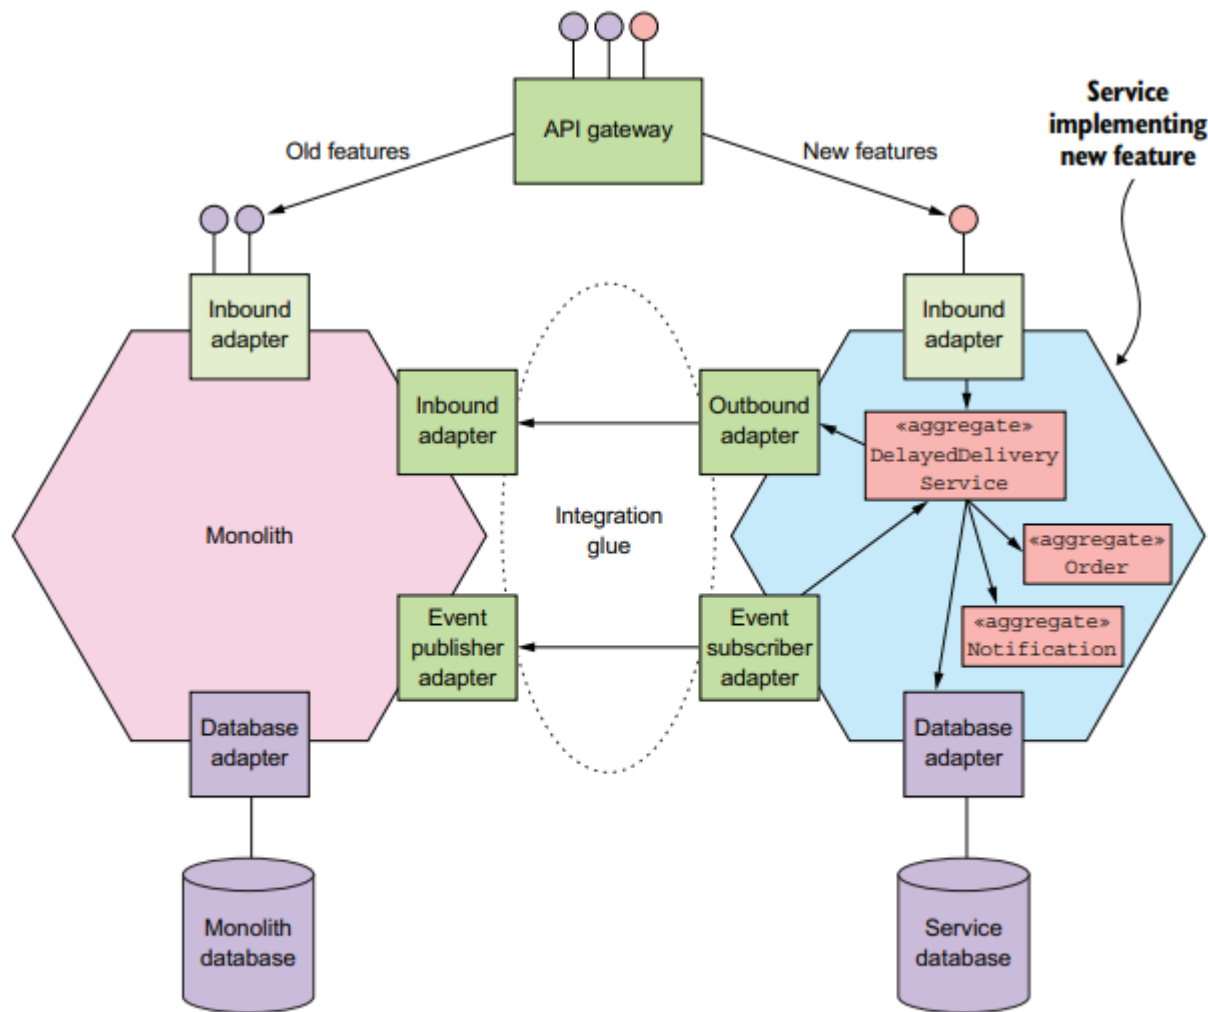 API gateway
Service
implementing
new feature
Old features
New features
Inbound
adapter
Inbound
adapter
Inbound
adapter
Outbound
adapter
«aggregate»
DelayedDelivery
Service
Monolith
Integration
glue
«aggregate»
Order
Event
publisher
adapter
Event
subscriber
adapter
«aggregate»
Notification
Database
adapter
Database
adapter
Monolith
database
Service
database